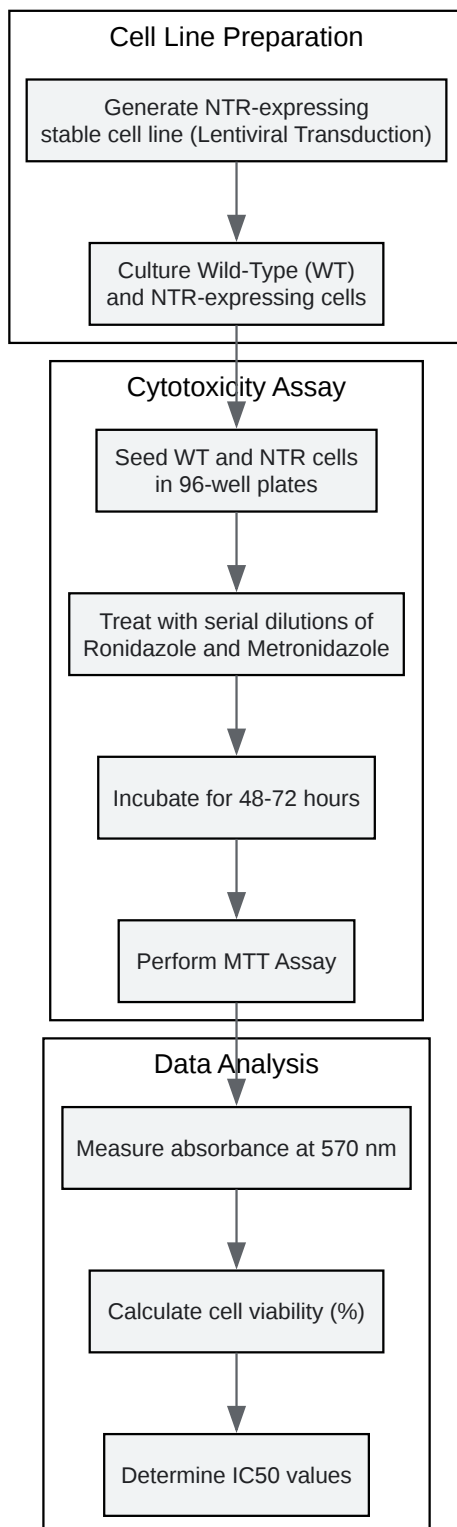 Cell Line Preparation
Generate NTR-expressing
stable cell line (Lentiviral Transduction)
Culture Wild-Type (WT)
and NTR-expressing cells
Cytotoxicity Assay
Seed WT and NTR cells
in 96-well plates
Treat with serial dilutions of
Ronidazole and Metronidazole
Incubate for 48-72 hours
Perform MTT Assay
Data Analysis
Measure absorbance at 570 nm
Calculate cell viability (%)
Determine IC50 values